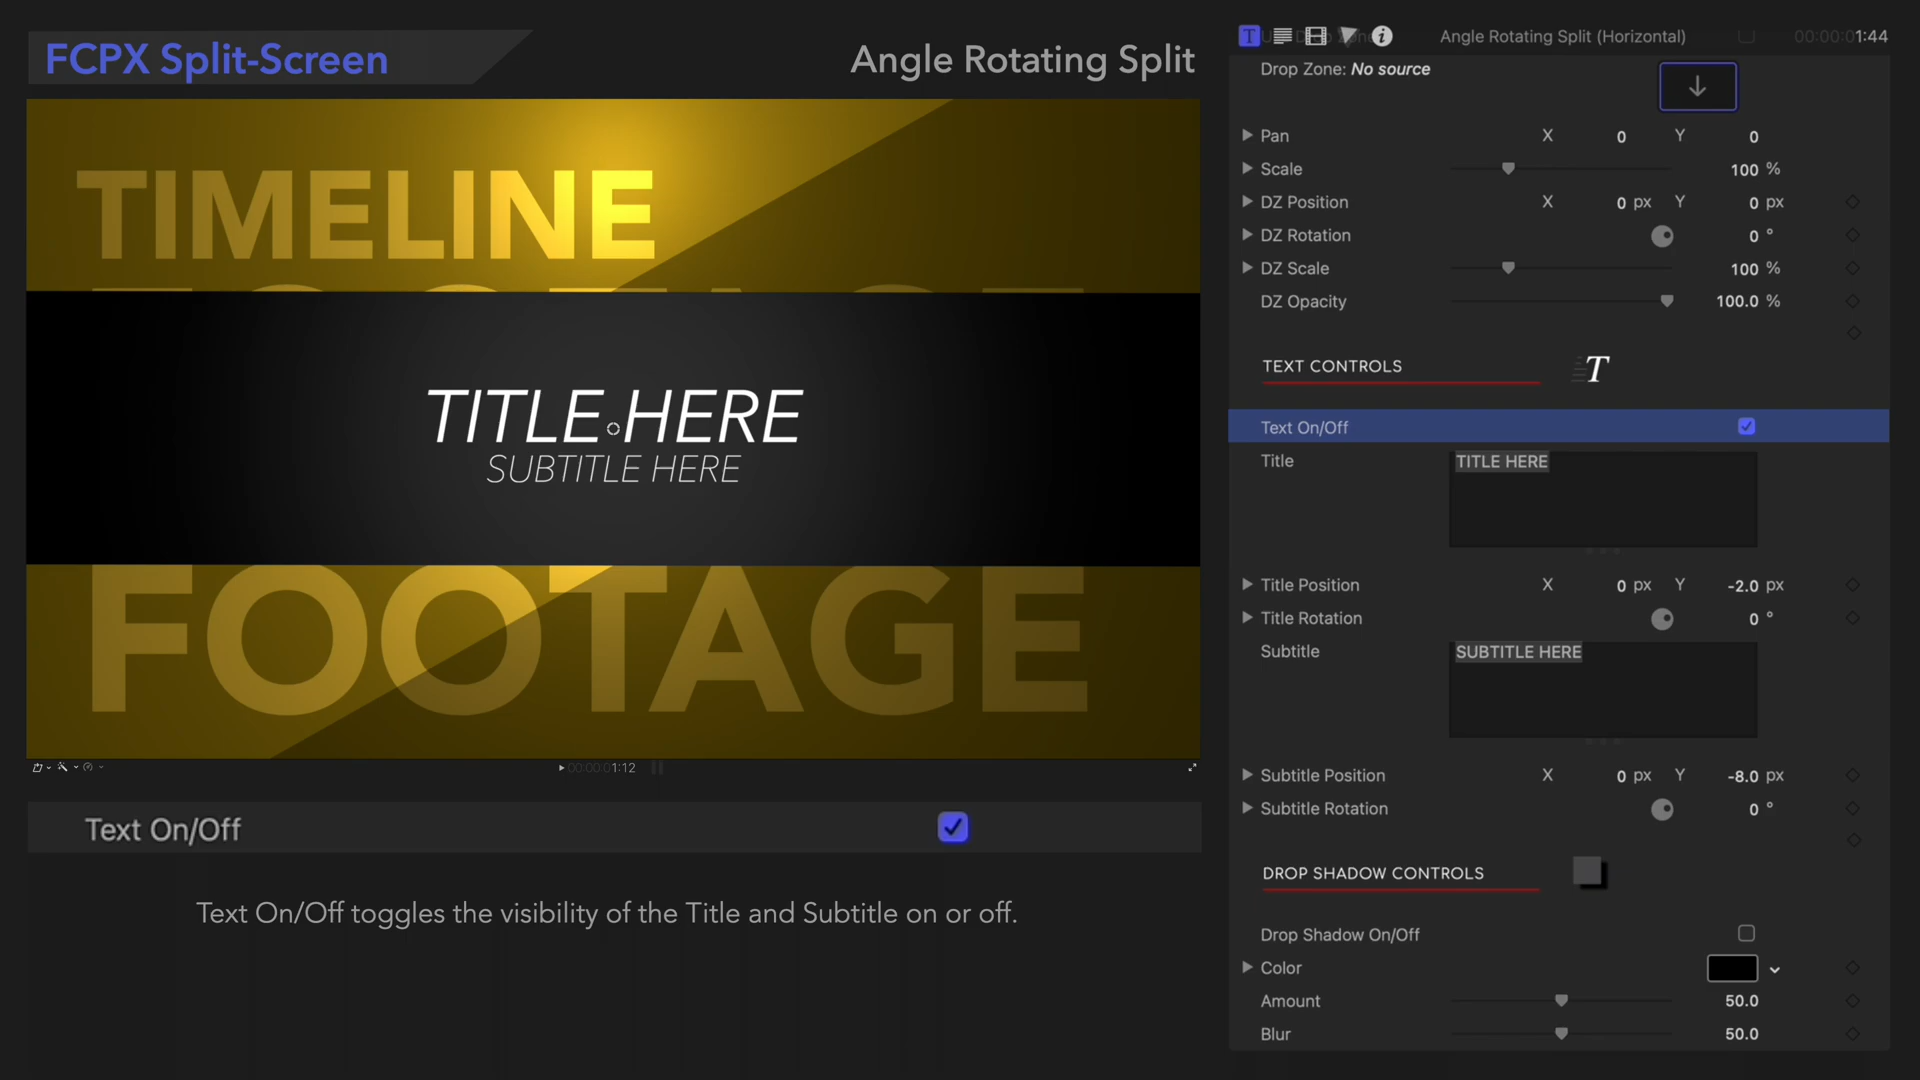 FCPX Split-Screen
Angle Rotating Split
TIMELINE
FOOTAGE
TITLE HERE
SUBTITLE HERE
FOOTAGE
1:12
Text On/Off
Text On/Off toggles the visibility of the Title and Subtitle on or off.
T
Angle Rotating Split (Horizontal)
00:00:01:44
Drop Zone: No source
Pan X 0 Y 0
Scale 100 %
DZ Position X 0 px Y 0 px
DZ Rotation 0 °
DZ Scale 100 %
DZ Opacity 100.0 %
TEXT CONTROLS T
Text On/Off
Title TITLE HERE
Title Position X 0 px Y -2.0 px
Title Rotation 0 °
Subtitle SUBTITLE HERE
Subtitle Position X 0 px Y -8.0 px
Subtitle Rotation 0 °
DROP SHADOW CONTROLS
Drop Shadow On/Off
Color
Amount 50.0
Blur 50.0